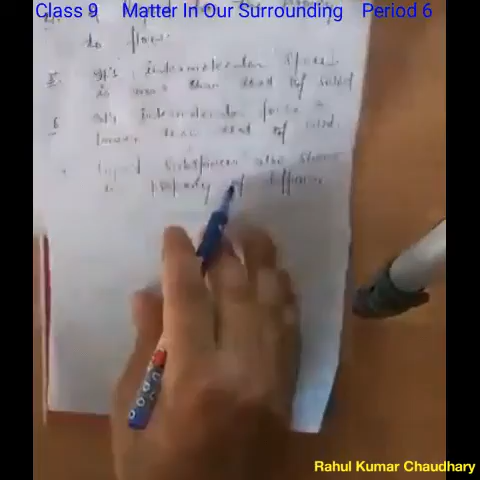 Class 9 Matter In Our Surrounding Period 6
to flow.
5. It's intermolecular space
is more than that of solid
6 It's intermolecular force is
lower than that of solid.
Liquid substances also shows
property of diffusion
Rahul Kumar Chaudhary